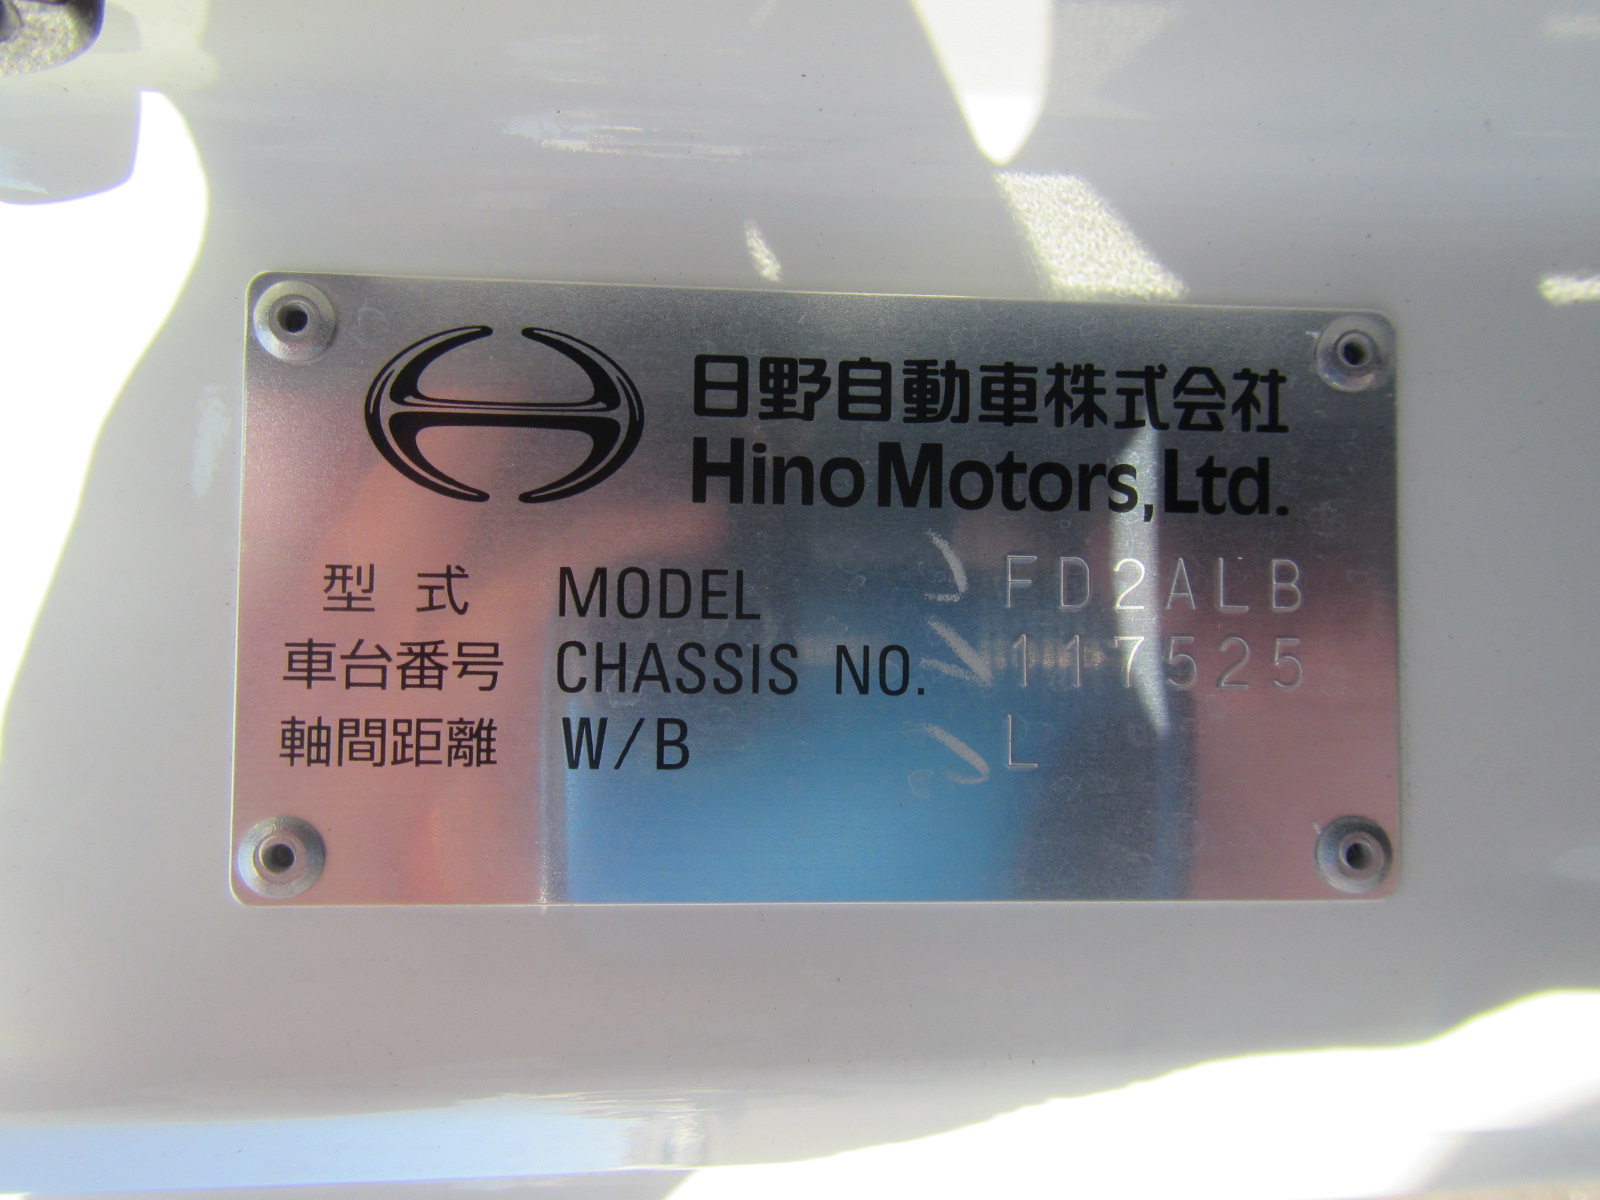 日野自動車株式会社
Hino Motors, Ltd.
型式 MODEL FD2ALB
車台番号 CHASSIS NO. 117525
軸間距離 W/B L